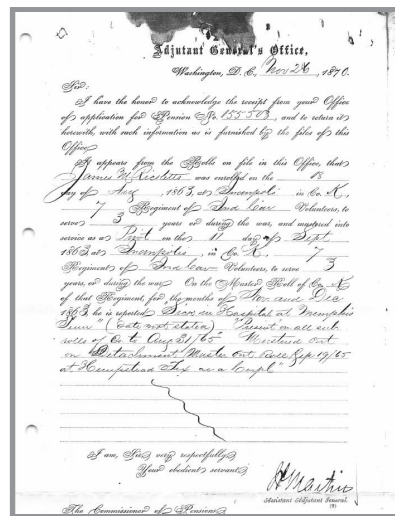 Adjutant General's Office,
Washington, D. C., Nov 26, 1870.
Sir:
I have the honor to acknowledge the receipt from your Office
of application for Pension No. 155503, and to return it
herewith, with such information as is furnished by the files of this
Office.
It appears from the Rolls on file in this Office, that
James M. was enrolled on the 18
day of Aug, 1863, at in Co. K,
7 Regiment of Ind Cav Volunteers, to
serve 3 years or during the war, and mustered into
service as a Privt on the 11 day of Sept,
1863 at, in Co. K, 7
Regiment of Ind Cav Volunteers, to serve 3
years, or during the war. On the Muster Roll of Co. K
of that Regiment for the months of Nov and Dec
1863, he is reported Sick in Hospital at Memphis
Tenn" (date not stated). "Present on all sub
rolls of Co to Aug 31/65 Mustered out
on "Detachment Muster Out Roll Sep 19/65
at Hempstead Tex as a Corpl"
I am, Sir, very respectfully,
Your obedient servant,
Martin
Assistant Adjutant General.
The Commissioner of Pensions